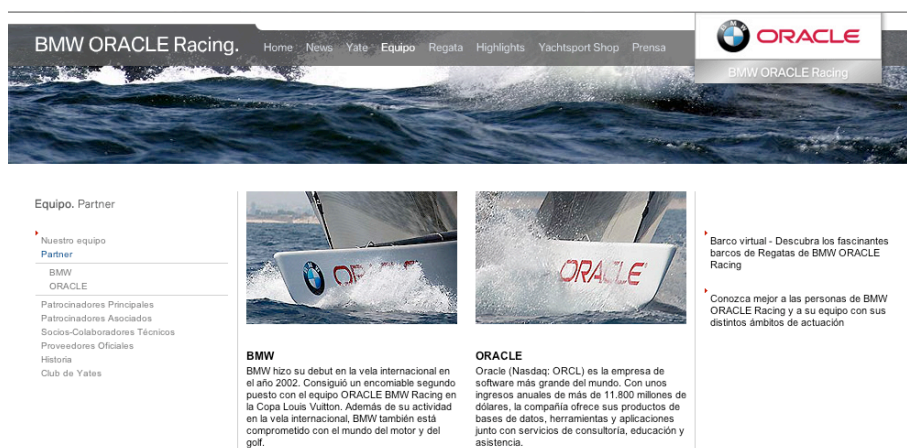 BMW ORACLE Racing.
Home News Yate Equipo Regata Highlights Yachtsport Shop Prensa
BMW
ORACLE
BMW ORACLE Racing
Equipo. Partner
Nuestro equipo
Partner
BMW
ORACLE
Patrocinadores Principales
Patrocinadores Asociados
Socios-Colaboradores Técnicos
Proveedores Oficiales
Historia
Club de Yates
ORACLE
BMW
BMW hizo su debut en la vela internacional en
el año 2002. Consiguió un encomiable segundo
puesto con el equipo ORACLE BMW Racing en
la Copa Louis Vuitton. Además de su actividad
en la vela internacional, BMW también está
comprometido con el mundo del motor y del
golf.
ORACLE
Oracle (Nasdaq: ORCL) es la empresa de
software más grande del mundo. Con unos
ingresos anuales de más de 11.800 millones de
dólares, la compañía ofrece sus productos de
bases de datos, herramientas y aplicaciones
junto con servicios de consultoría, educación y
asistencia.
Barco virtual - Descubra los fascinantes
barcos de Regatas de BMW ORACLE
Racing
Conozca mejor a las personas de BMW
ORACLE Racing y a su equipo con sus
distintos ámbitos de actuación